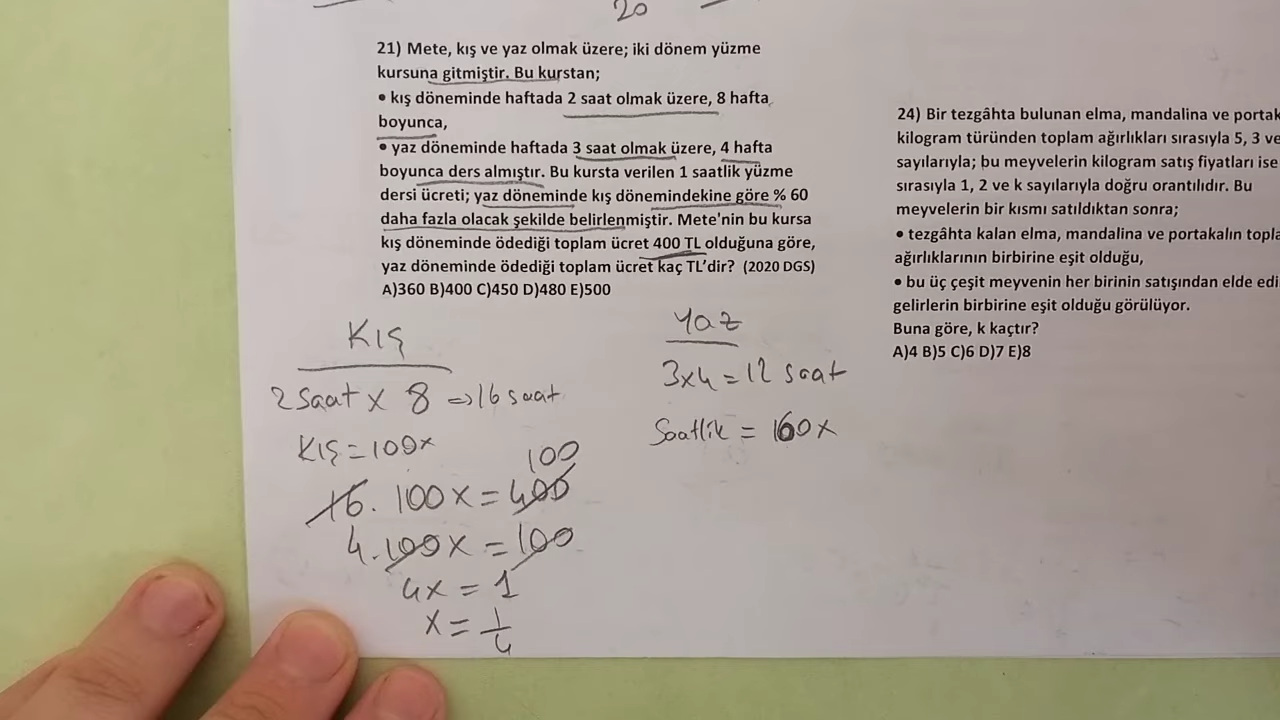 20
21) Mete, kış ve yaz olmak üzere; iki dönem yüzme
kursuna gitmiştir. Bu kurstan;
• kış döneminde haftada 2 saat olmak üzere, 8 hafta
boyunca,
• yaz döneminde haftada 3 saat olmak üzere, 4 hafta
boyunca ders almıştır. Bu kursta verilen 1 saatlik yüzme
dersi ücreti; yaz döneminde kış dönemindekine göre % 60
daha fazla olacak şekilde belirlenmiştir. Mete'nin bu kursa
kış döneminde ödediği toplam ücret 400 TL olduğuna göre,
yaz döneminde ödediği toplam ücret kaç TL'dir? (2020 DGS)
A)360 B)400 C)450 D)480 E)500
KIŞ
2 saat x 8 => 16 saat
KIŞ = 100x
100
16. 100x = 400
4. 100x = 100
4x = 1
x = 1/4
Yaz
3x4 = 12 saat
Saatlik = 160x
24) Bir tezgâhta bulunan elma, mandalina ve portak
kilogram türünden toplam ağırlıkları sırasıyla 5, 3 ve
sayılarıyla; bu meyvelerin kilogram satış fiyatları ise
sırasıyla 1, 2 ve k sayılarıyla doğru orantılıdır. Bu
meyvelerin bir kısmı satıldıktan sonra;
• tezgâhta kalan elma, mandalina ve portakalın topla
ağırlıklarının birbirine eşit olduğu,
• bu üç çeşit meyvenin her birinin satışından elde edi
gelirlerin birbirine eşit olduğu görülüyor.
Buna göre, k kaçtır?
A)4 B)5 C)6 D)7 E)8